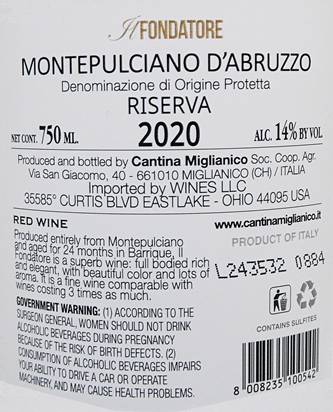 Il FONDATORE
MONTEPULCIANO D'ABRUZZO
Denominazione di Origine Protetta
RISERVA
NET CONT. 750 ML. 2020 ALC. 14% BY VOL.
Produced and bottled by Cantina Miglianico Soc. Coop. Agr.
Via San Giacomo, 40 - 661010 MIGLIANICO (CH) / ITALIA
Imported by WINES LLC
35585° CURTIS BLVD EASTLAKE - OHIO 44095 USA
RED WINE
Produced entirely from Montepulciano
and aged for 24 months in Barrique, Il
Fondatore is a superb wine: full bodied rich
and elegant, with beautiful color and lots of
aroma. It is a fine wine comparable with
wines costing 3 times as much.
GOVERNMENT WARNING: (1) ACCORDING TO THE
SURGEON GENERAL, WOMEN SHOULD NOT DRINK
ALCOHOLIC BEVERAGES DURING PREGNANCY
BECAUSE OF THE RISK OF BIRTH DEFECTS. (2)
CONSUMPTION OF ALCOHOLIC BEVERAGES IMPAIRS
YOUR ABILITY TO DRIVE A CAR OR OPERATE
MACHINERY, AND MAY CAUSE HEALTH PROBLEMS.
www.cantinamiglianico.it
PRODUCT OF ITALY
L243532 0884
CONTAINS SULFITES
8 008235 100542